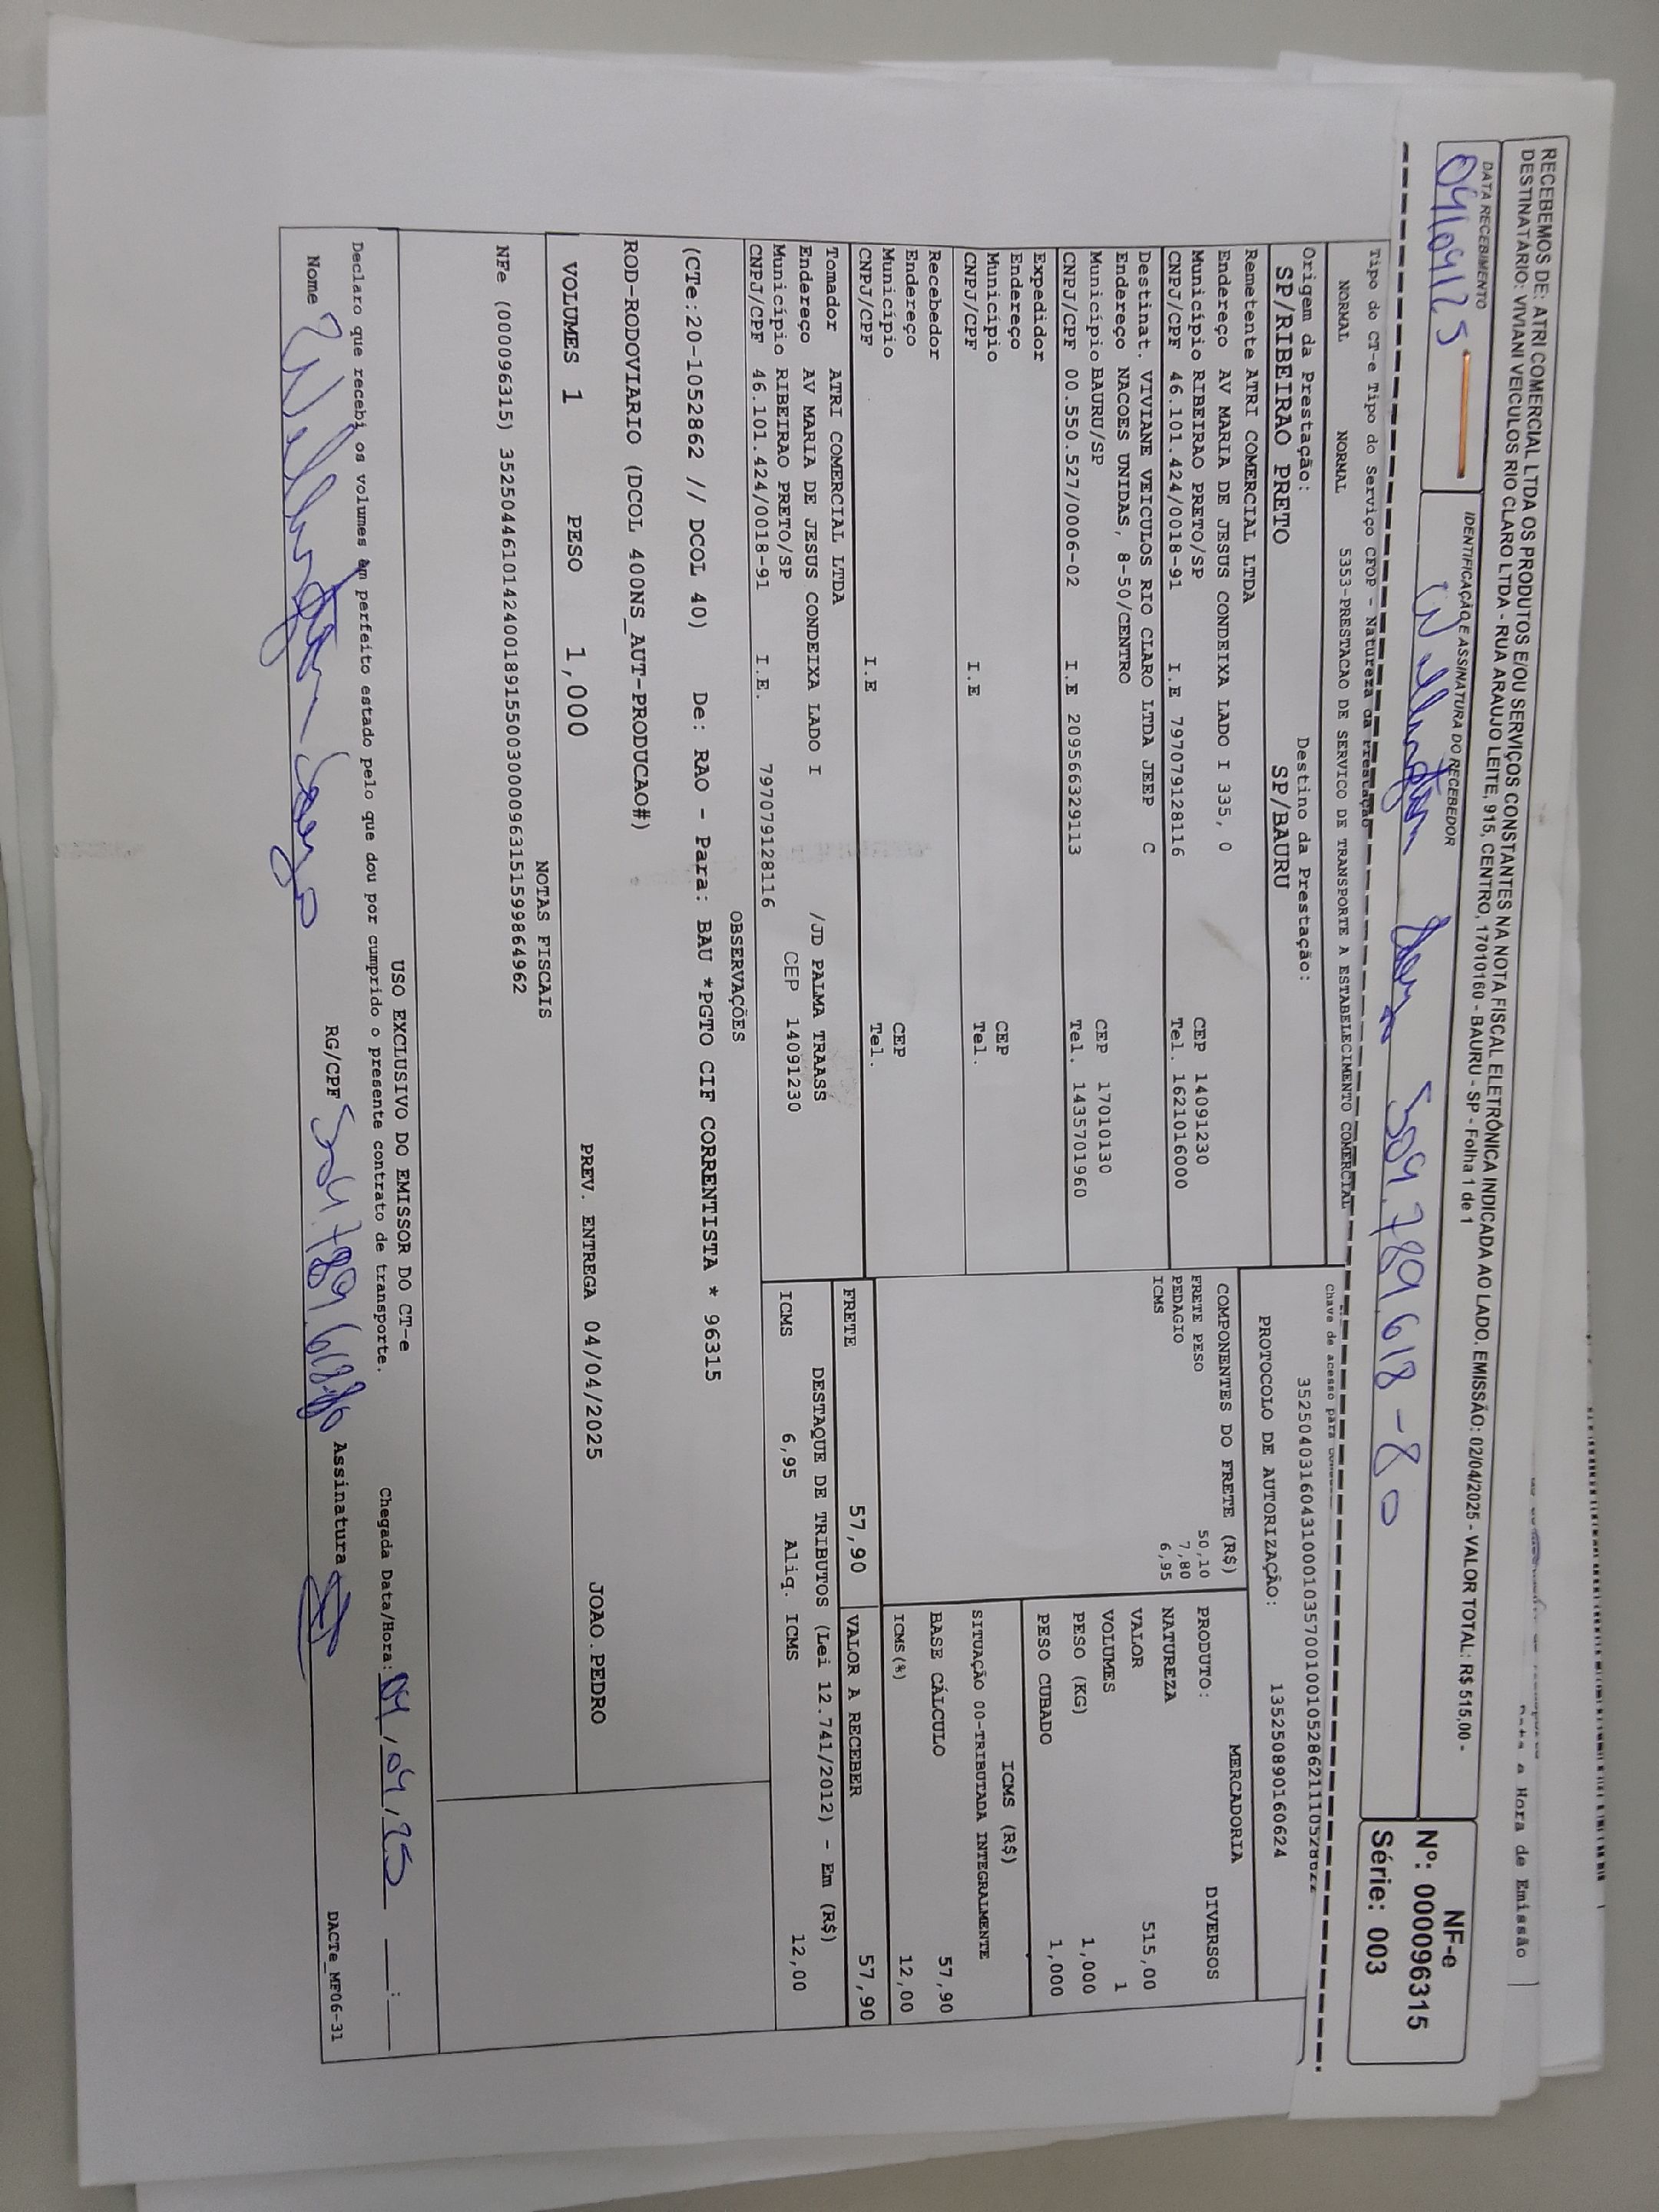 RECEBEMOS DE: ATRI COMERCIAL LTDA OS PRODUTOS E/OU SERVIÇOS CONSTANTES NA NOTA FISCAL ELETRÔNICA INDICADA AO LADO. EMISSÃO: 02/04/2025 - VALOR TOTAL: R$ 515,00 -
DESTINATÁRIO: VIVIANI VEICULOS RIO CLARO LTDA - RUA ARAUJO LEITE, 915, CENTRO, 17010160 - BAURU - SP - Folha 1 de 1
NF-e
Nº: 000096315
Série: 003
DATA RECEBIMENTO
04/04/25
IDENTIFICAÇÃO E ASSINATURA DO RECEBEDOR
509.789.618-80
a Hora de Emissão
Tipo do CT-e Tipo do Serviço CFOP - Natureza da Prestação
NORMAL NORMAL 5353-PRESTACAO DE SERVICO DE TRANSPORTE A ESTABELECIMENTO COMERCIAL
Chave de acesso para
PROTOCOLO DE AUTORIZAÇÃO: 135250890160624
Origem da Prestação: Destino da Prestação:
SP/RIBEIRAO PRETO SP/BAURU
Remetente ATRI COMERCIAL LTDA
Endereço AV MARIA DE JESUS CONDEIXA LADO I 335, 0
Município RIBEIRAO PRETO/SP CEP 14091230
CNPJ/CPF 46.101.424/0018-91 I.E 797079128116 Tel. 1621016000
Destinat. VIVIANE VEICULOS RIO CLARO LTDA JEEP C
Endereço NACOES UNIDAS, 8-50/CENTRO
Município BAURU/SP CEP 17010130
CNPJ/CPF 00.550.527/0006-02 I.E 209566329113 Tel. 1435701960
Expedidor
Endereço
Município CEP
CNPJ/CPF I.E Tel.
Recebedor
Endereço
Município CEP
CNPJ/CPF I.E Tel.
Tomador ATRI COMERCIAL LTDA
Endereço AV MARIA DE JESUS CONDEIXA LADO I /JD PALMA TRAASS
Município RIBEIRAO PRETO/SP CEP 14091230
CNPJ/CPF 46.101.424/0018-91 I.E. 797079128116
COMPONENTES DO FRETE (R$)
FRETE PESO 50,10
PEDAGIO 7,80
ICMS 6,95
MERCADORIA
PRODUTO: DIVERSOS
NATUREZA
VALOR 515,00
VOLUMES 1
PESO (KG) 1,000
PESO CUBADO 1,000
ICMS (R$)
SITUAÇÃO 00-TRIBUTADA INTEGRALMENTE
BASE CÁLCULO 57,90
ICMS(%) 12,00
FRETE 57,90 VALOR A RECEBER 57,90
DESTAQUE DE TRIBUTOS (Lei 12.741/2012) - Em (R$)
ICMS 6,95 Aliq. ICMS 12,00
OBSERVAÇÕES
(CTe:20-1052862 // DCOL 40) De: RAO - Para: BAU *PGTO CIF CORRENTISTA * 96315
ROD-RODOVIARIO (DCOL 400NS_AUT-PRODUCAO#)
VOLUMES 1 PESO 1,000 PREV. ENTREGA 04/04/2025 JOAO.PEDRO
NOTAS FISCAIS
NFe (000096315) 35250446101424001891550030000963151599864962
USO EXCLUSIVO DO EMISSOR DO CT-e
Declaro que recebi os volumes em perfeito estado pelo que dou por cumprido o presente contrato de transporte. Chegada Data/Hora: 04/04/25 __:__
Nome RG/CPF Assinatura
DACTe_MF06-31